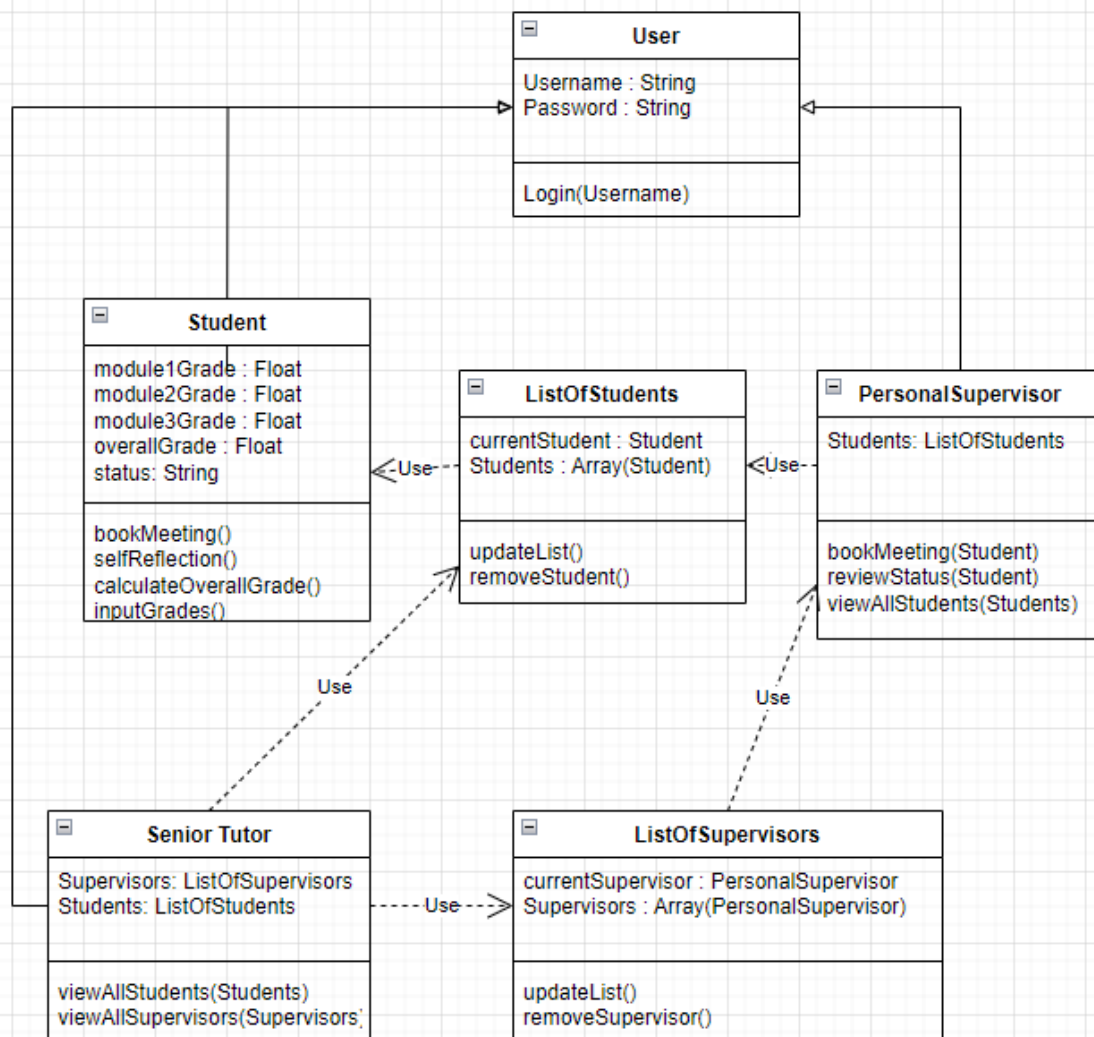 User
Username : String
Password : String
Login(Username)
Student
module1Grade : Float
module2Grade : Float
module3Grade : Float
overallGrade : Float
status: String
bookMeeting()
selfReflection()
calculateOverallGrade()
inputGrades()
Use
ListOfStudents
currentStudent : Student
Students : Array(Student)
updateList()
removeStudent()
Use
PersonalSupervisor
Students: ListOfStudents
bookMeeting(Student)
reviewStatus(Student)
viewAllStudents(Students)
Use
Use
Senior Tutor
Supervisors: ListOfSupervisors
Students: ListOfStudents
viewAllStudents(Students)
viewAllSupervisors(Supervisors)
Use
ListOfSupervisors
currentSupervisor : PersonalSupervisor
Supervisors : Array(PersonalSupervisor)
updateList()
removeSupervisor()